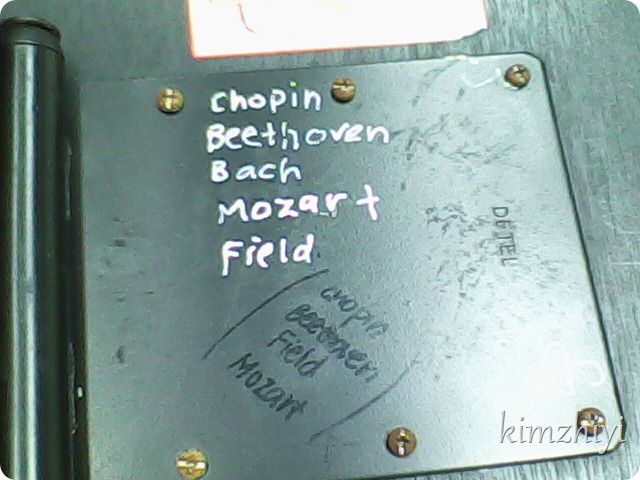 Chopin
Beethoven
Bach
Mozart
Field
Chopin
Beethoven
Field
Mozart
kimzhiyi